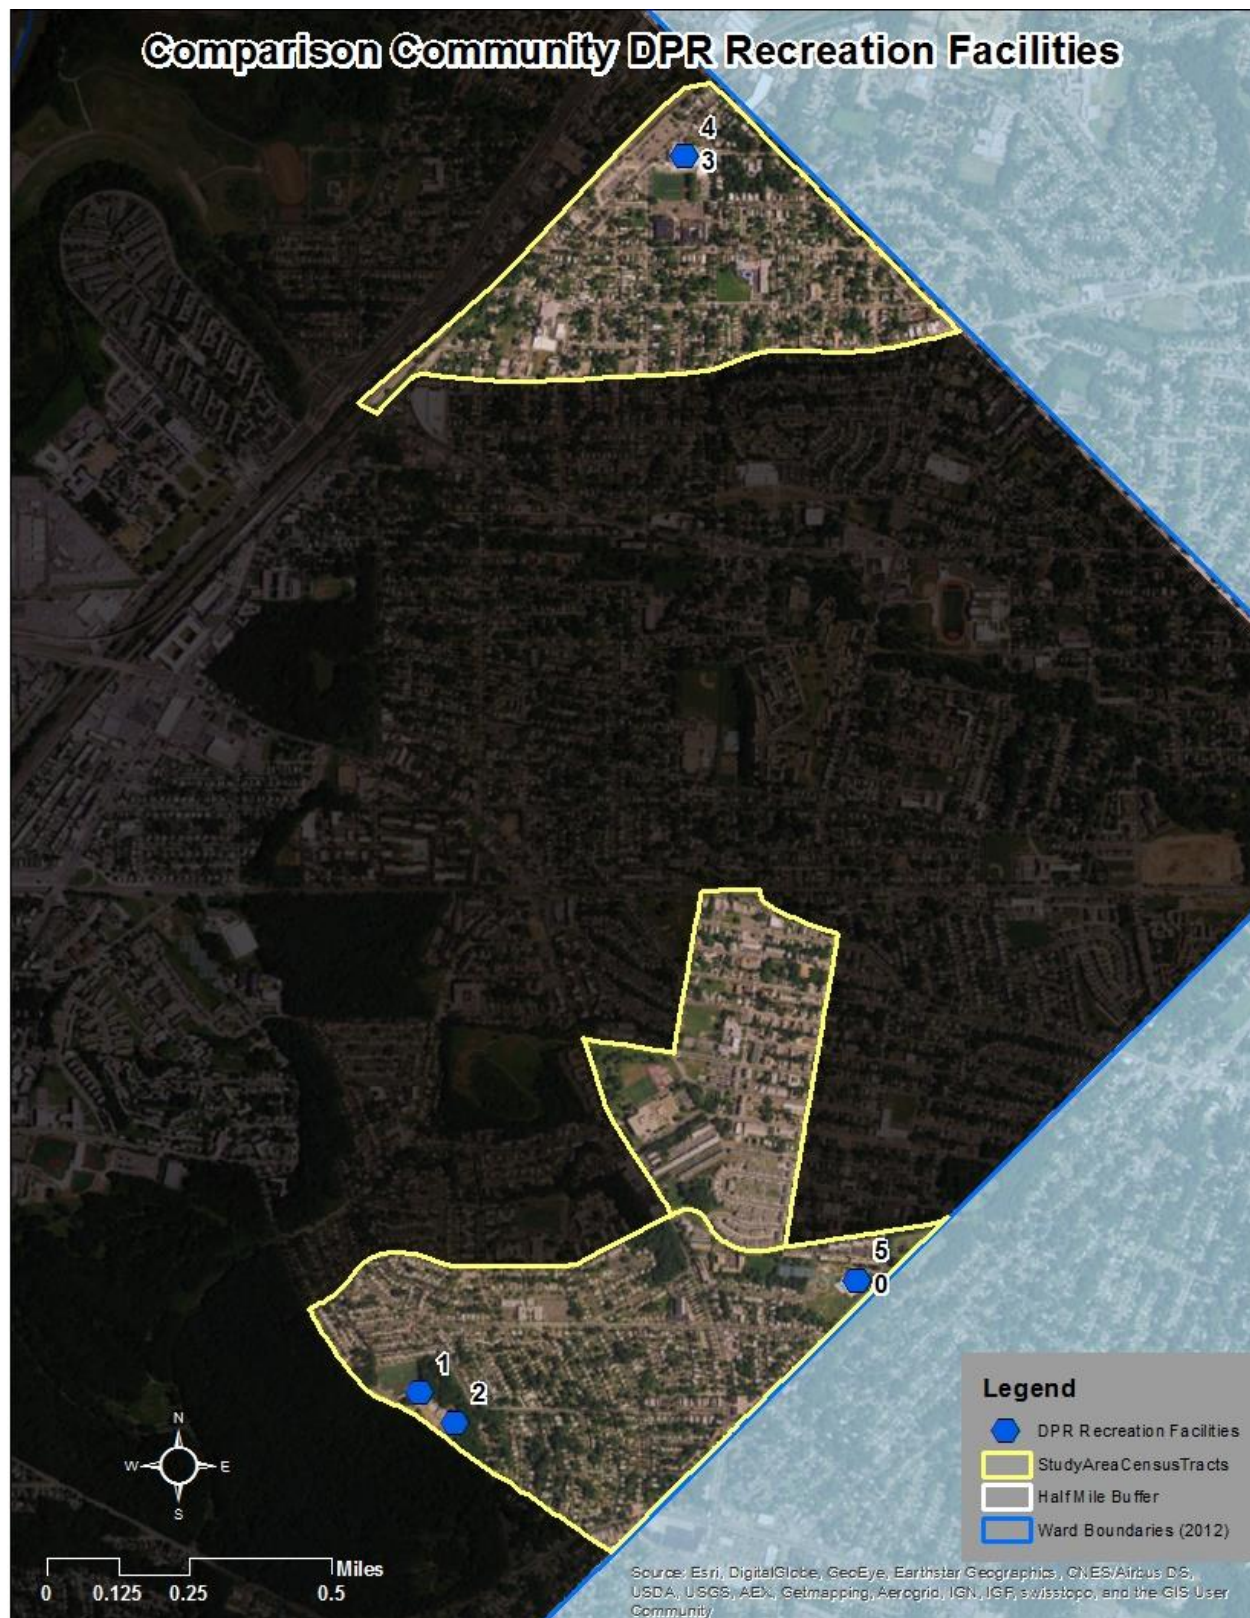 Comparison Community DPR Recreation Facilities
4
3
5
0
1
2
Legend
DPR Recreation Facilities
StudyAreaCensusTracts
Half Mile Buffer
Ward Boundaries (2012)
N
W E
S
Miles
0 0.125 0.25 0.5
Source: Esri, DigitalGlobe, GeoEye, Earthstar Geographics, CNES/Airbus DS,
USDA, USGS, AEX, Getmapping, Aerogrid, IGN, IGP, swisstopo, and the GIS User
Community